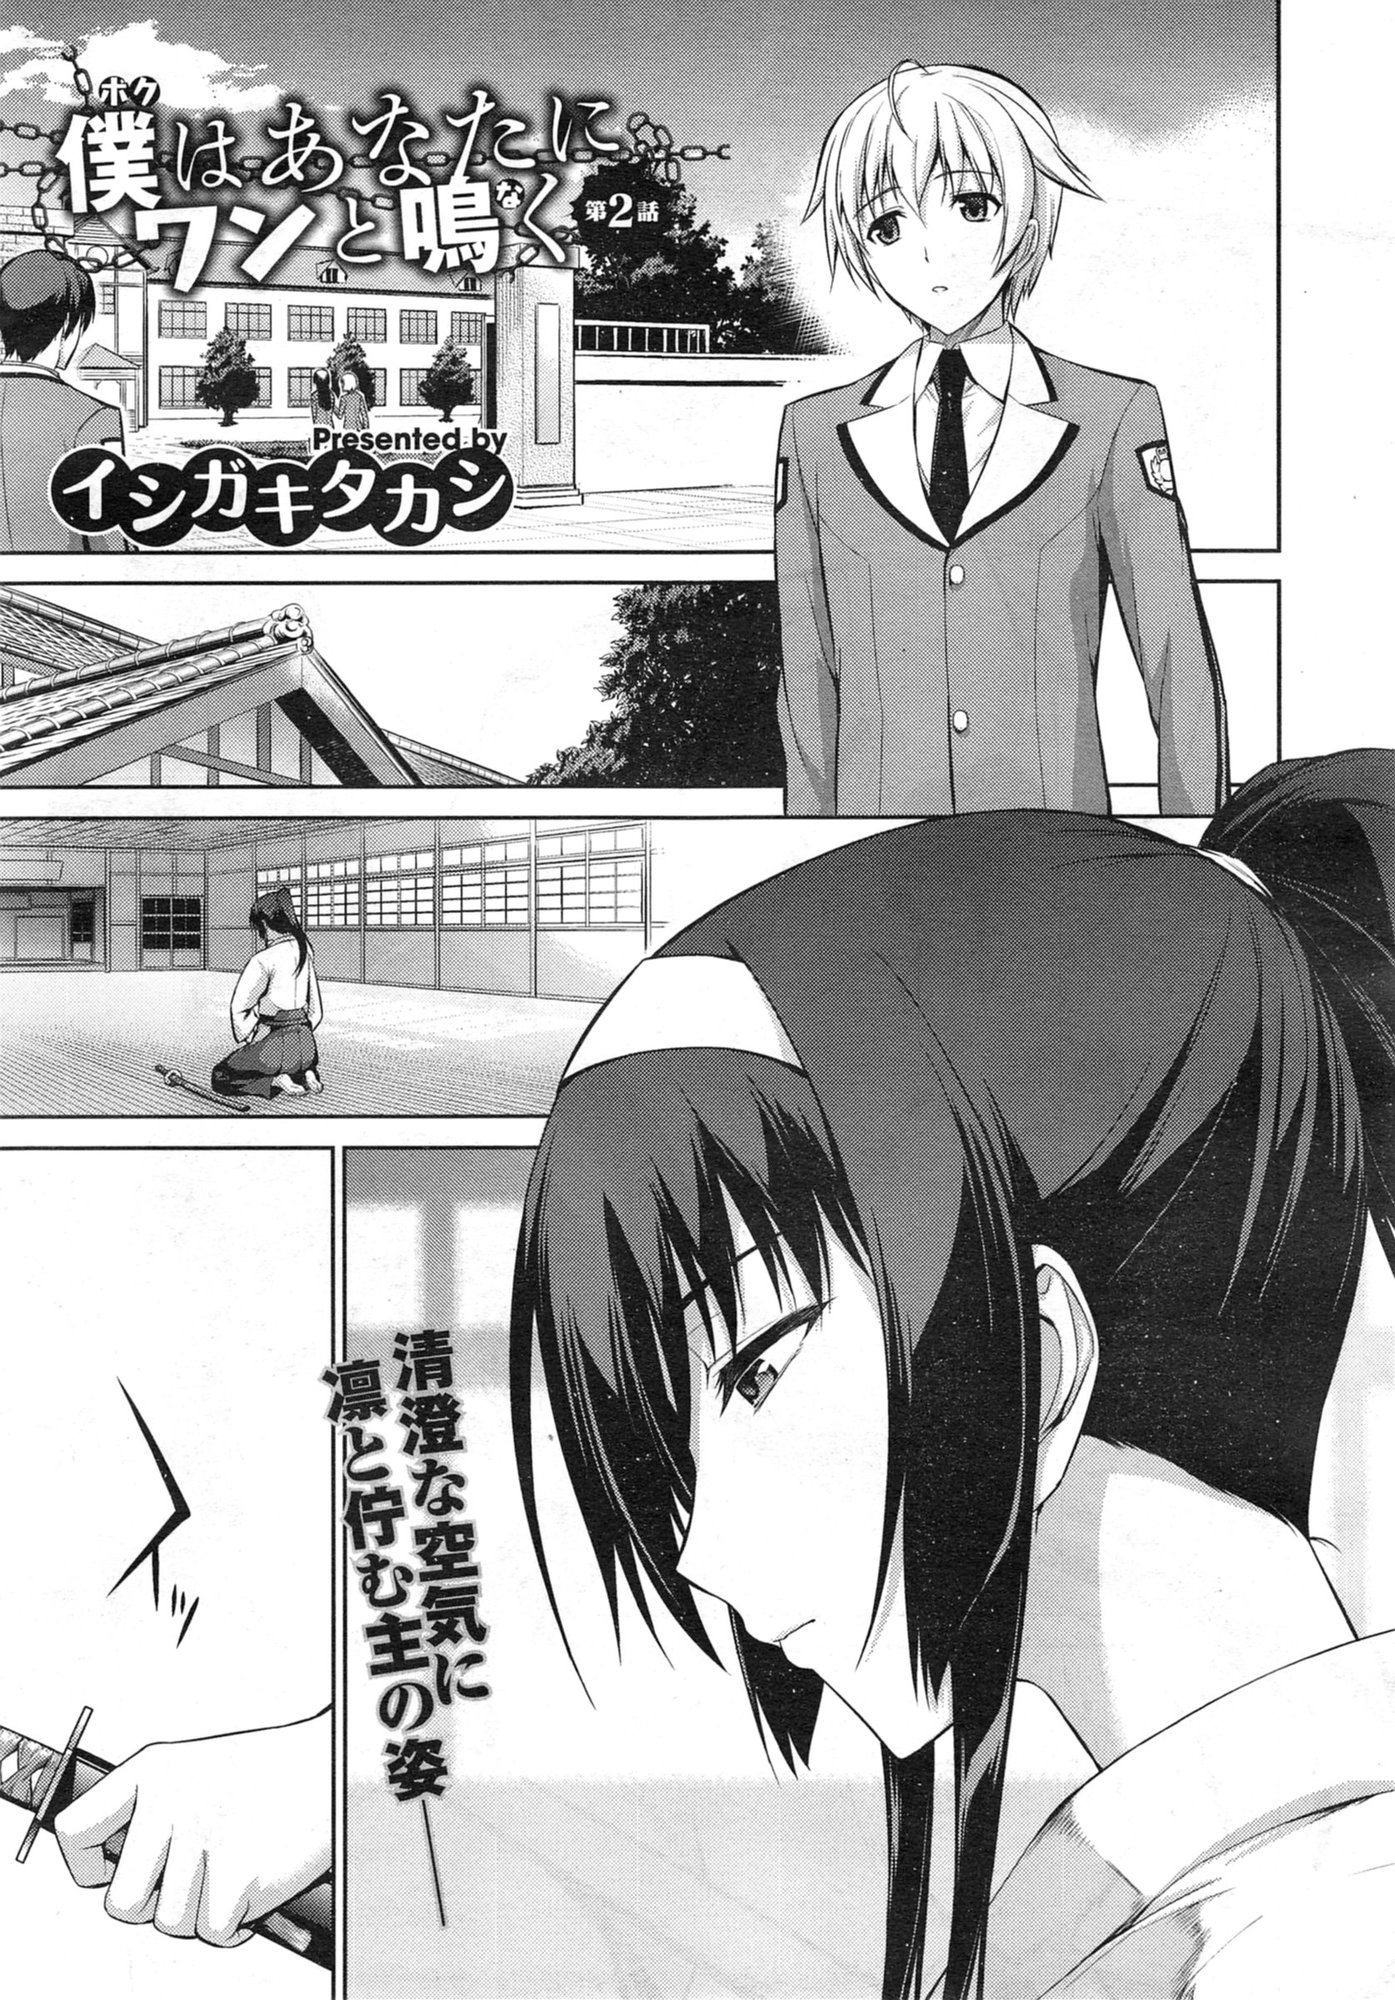 ボク
僕はあなたに
ワンと鳴く
な
第2話
Presented by
イシガキタカシ
清澄な空気に
凛と佇む主の姿――